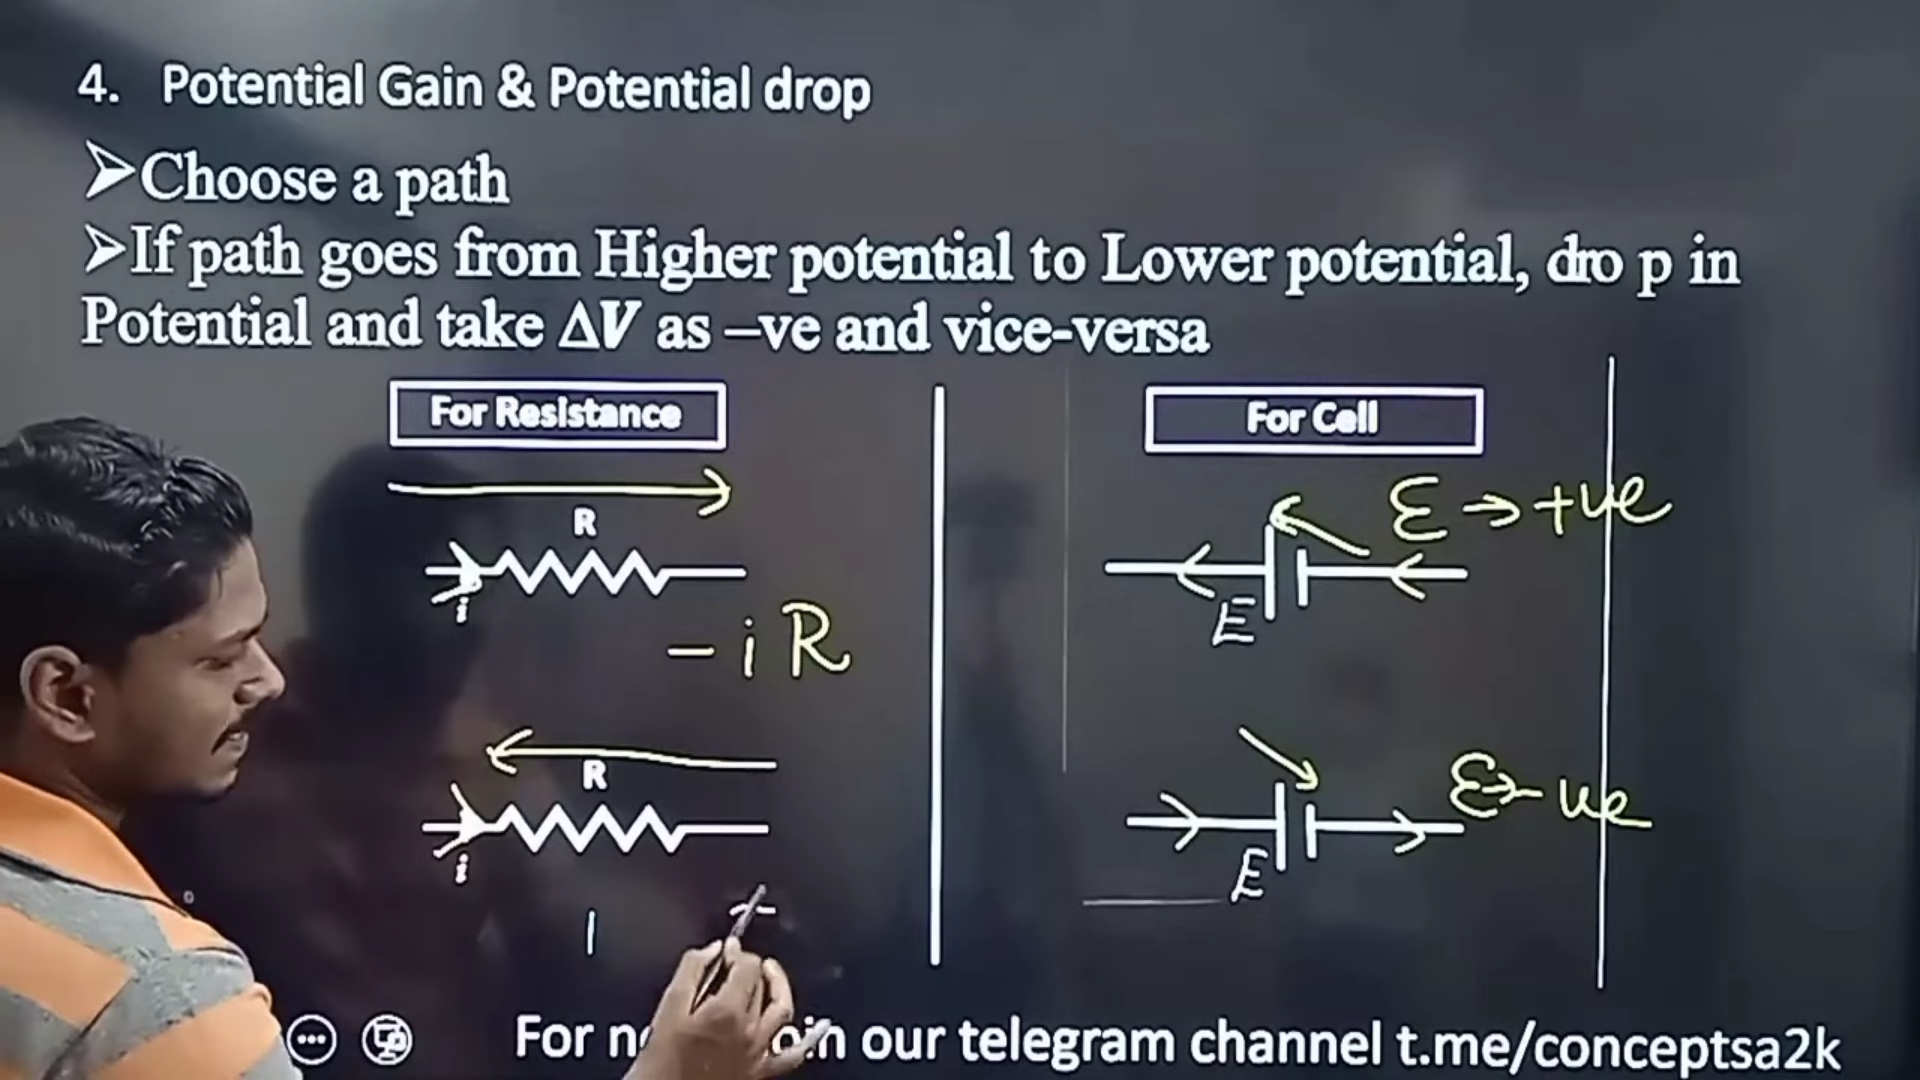 4. Potential Gain & Potential drop
➢Choose a path
➢If path goes from Higher potential to Lower potential, dro p in
Potential and take ΔV as –ve and vice-versa
For Resistance
For Cell
R
i
- i R
R
i
ℰ → +ve
E
ℰ → - ve
E
For oin our telegram channel t.me/conceptsa2k